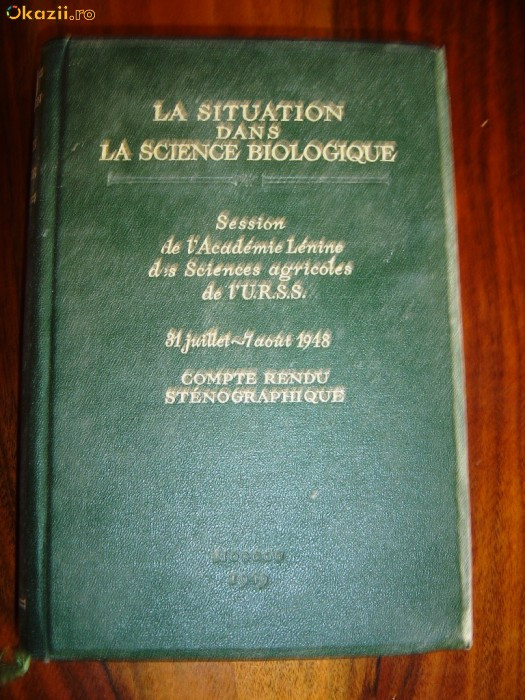 Okazii.ro
LA SITUATION
DANS
LA SCIENCE BIOLOGIQUE
Session
de l'Académie Lénine
des Sciences agricoles
de l'U.R.S.S.
31 juillet~7 août 1948
COMPTE RENDU
STÉNOGRAPHIQUE
1949